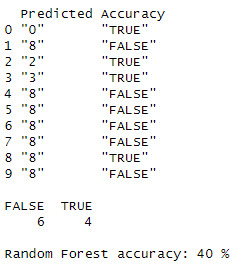 Predicted Accuracy
0 "0"       "TRUE"
1 "8"       "FALSE"
2 "2"       "TRUE"
3 "3"       "TRUE"
4 "8"       "FALSE"
5 "8"       "FALSE"
6 "8"       "FALSE"
7 "8"       "FALSE"
8 "8"       "TRUE"
9 "8"       "FALSE"
FALSE  TRUE
    6     4
Random Forest accuracy: 40 %